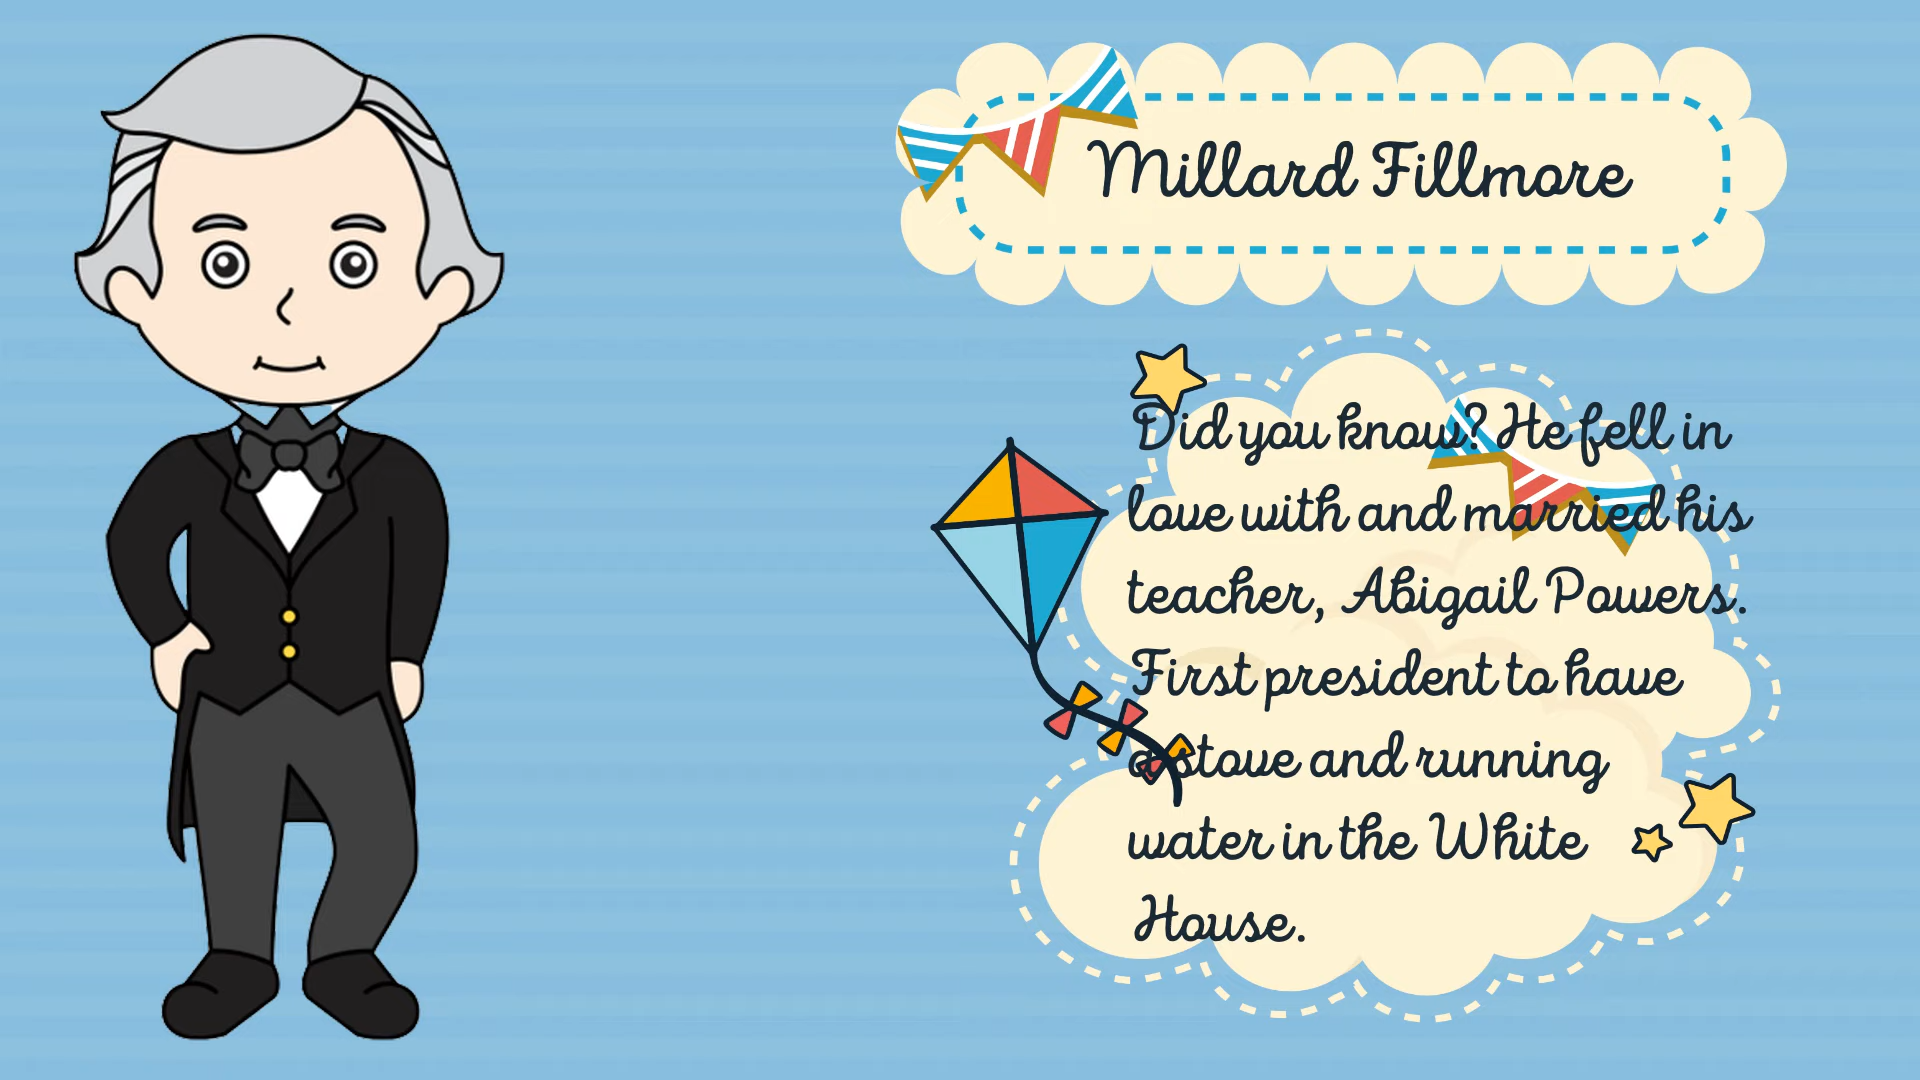 Millard Fillmore
Did you know? He fell in
love with and married his
teacher, Abigail Powers.
First president to have
a stove and running
water in the White
House.